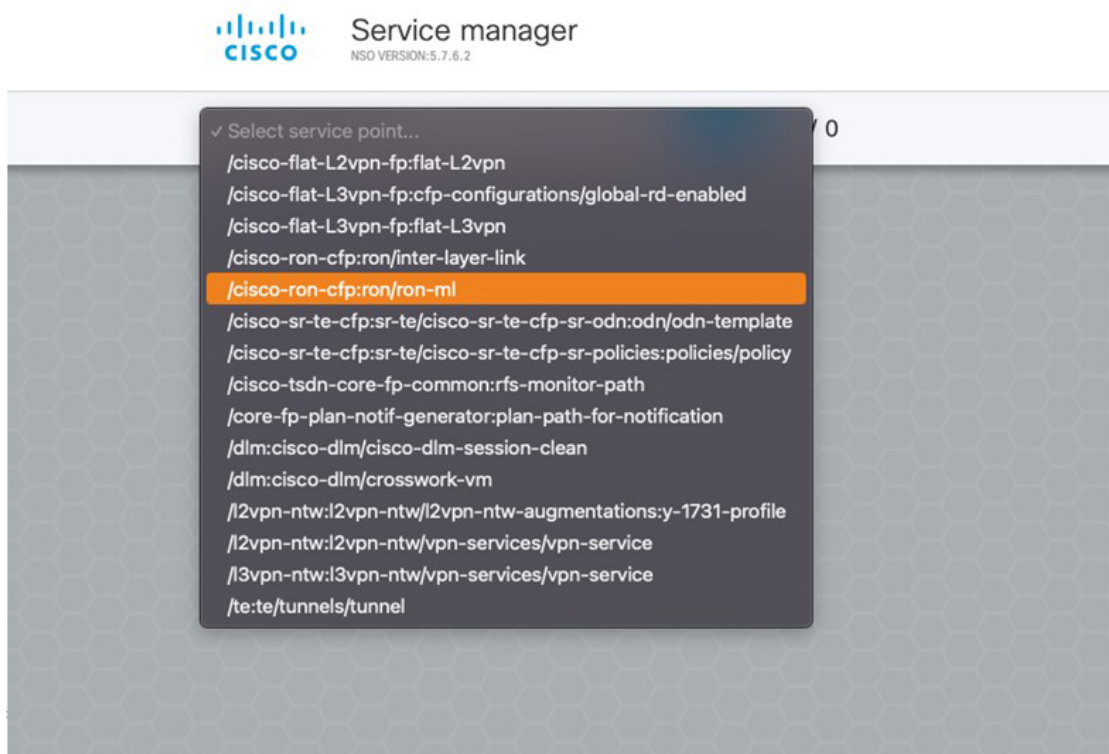 CISCO
Service manager
NSO VERSION:5.7.6.2
✓ Select service point...
/ 0
/cisco-flat-L2vpn-fp:flat-L2vpn
/cisco-flat-L3vpn-fp:cfp-configurations/global-rd-enabled
/cisco-flat-L3vpn-fp:flat-L3vpn
/cisco-ron-cfp:ron/inter-layer-link
/cisco-ron-cfp:ron/ron-ml
/cisco-sr-te-cfp:sr-te/cisco-sr-te-cfp-sr-odn:odn/odn-template
/cisco-sr-te-cfp:sr-te/cisco-sr-te-cfp-sr-policies:policies/policy
/cisco-tsdn-core-fp-common:rfs-monitor-path
/core-fp-plan-notif-generator:plan-path-for-notification
/dlm:cisco-dlm/cisco-dlm-session-clean
/dlm:cisco-dlm/crosswork-vm
/l2vpn-ntw:l2vpn-ntw/l2vpn-ntw-augmentations:y-1731-profile
/l2vpn-ntw:l2vpn-ntw/vpn-services/vpn-service
/l3vpn-ntw:l3vpn-ntw/vpn-services/vpn-service
/te:te/tunnels/tunnel